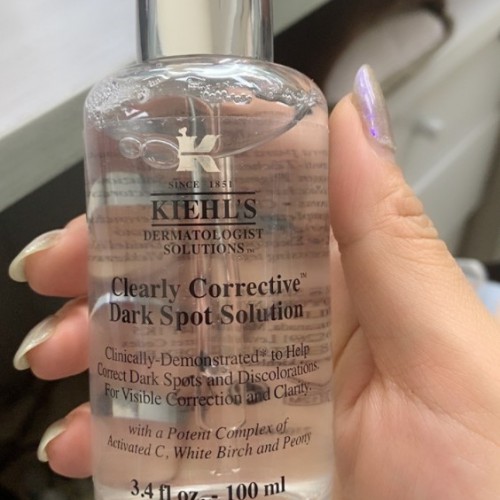 K
SINCE 1851
KIEHL'S
DERMATOLOGIST
SOLUTIONS™
Clearly Corrective™
Dark Spot Solution
Clinically-Demonstrated* to Help
Correct Dark Spots and Discolorations.
For Visible Correction and Clarity.
with a Potent Complex of
Activated C, White Birch and Peony
3.4 fl oz. - 100 ml